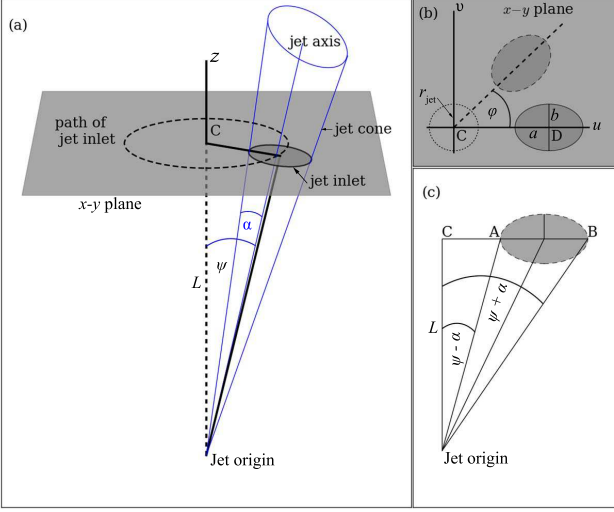 (a)
jet axis
z
path of
jet inlet
C
jet cone
jet inlet
x-y plane
α
ψ
L
Jet origin
(b)
υ
x−y plane
r_jet
φ
b
a
C
D
u
(c)
C
A
B
ψ + α
L
ψ - α
Jet origin